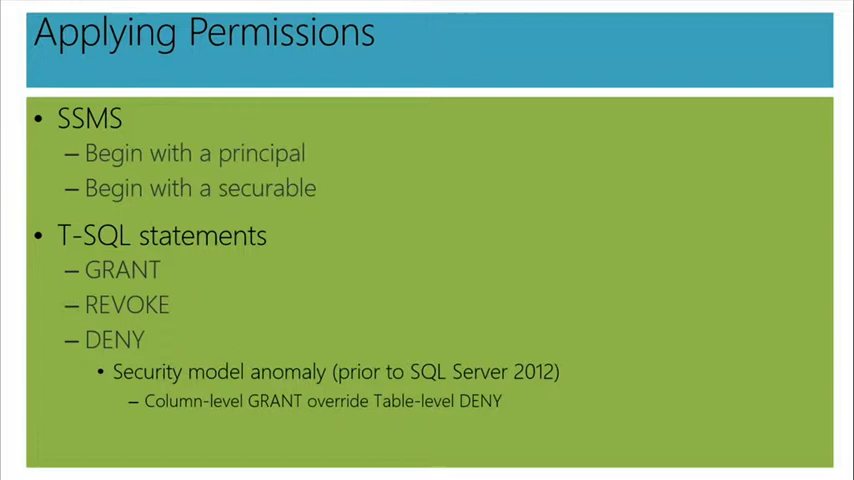 Applying Permissions
• SSMS
– Begin with a principal
– Begin with a securable
• T-SQL statements
– GRANT
– REVOKE
– DENY
• Security model anomaly (prior to SQL Server 2012)
– Column-level GRANT override Table-level DENY